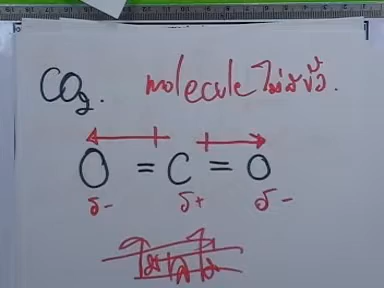 CO₂. molecule ไม่มีขั้ว.
O = C = O
δ- δ+ δ-